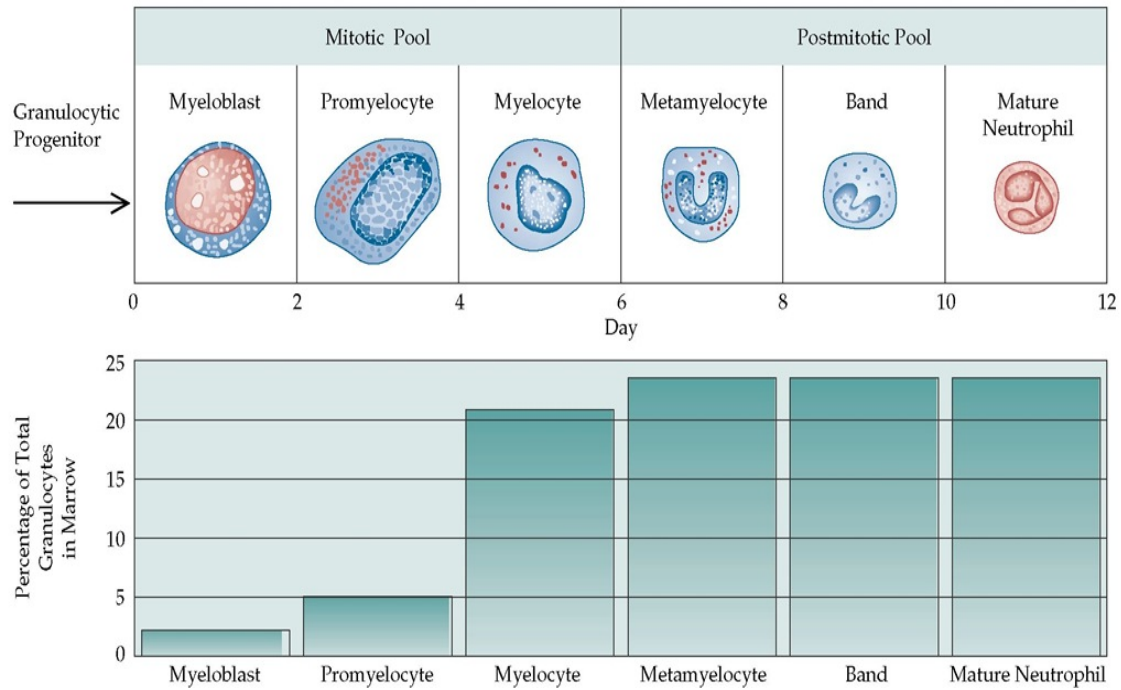 Mitotic Pool
Postmitotic Pool
Granulocytic
Progenitor
Myeloblast
Promyelocyte
Myelocyte
Metamyelocyte
Band
Mature
Neutrophil
0 2 4 6 8 10 12
Day
Percentage of Total
Granulocytes
in Marrow
25
20
15
10
5
0
Myeloblast
Promyelocyte
Myelocyte
Metamyelocyte
Band
Mature Neutrophil